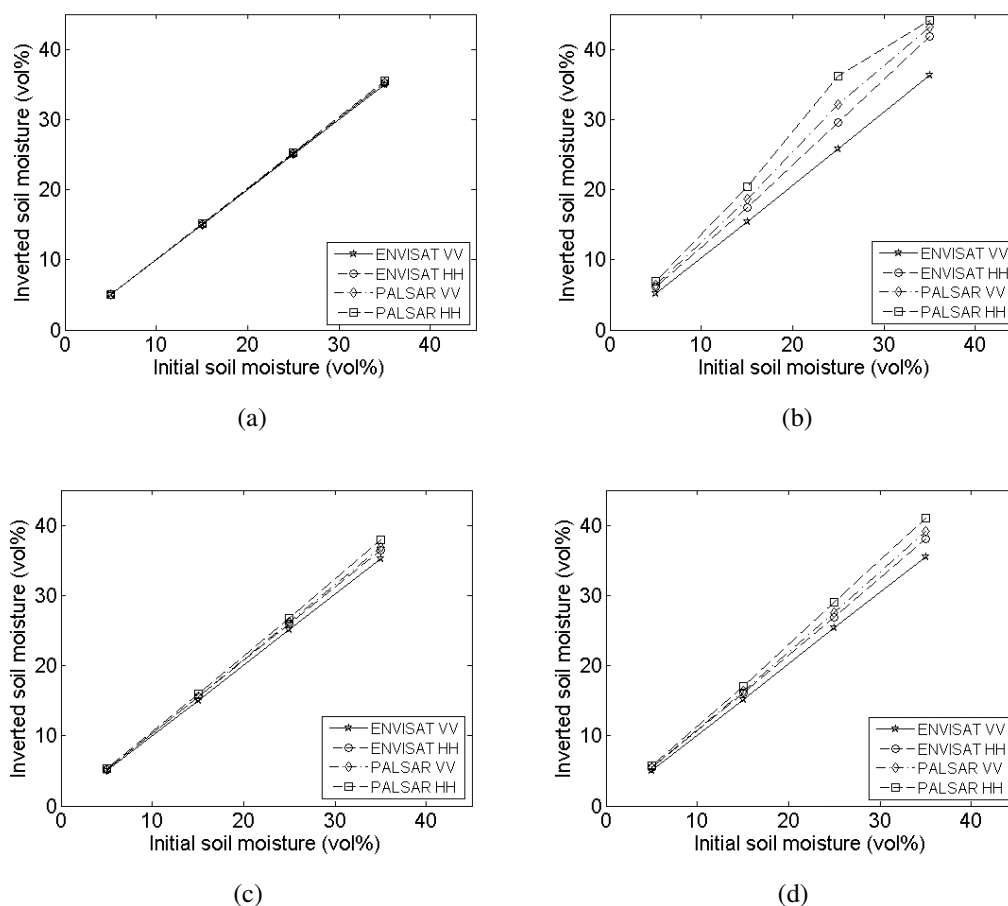 40
30
20
10
0
Inverted soil moisture (vol%)
ENVISAT VV
ENVISAT HH
PALSAR VV
PALSAR HH
0 10 20 30 40
Initial soil moisture (vol%)
(a)
40
30
20
10
0
Inverted soil moisture (vol%)
ENVISAT VV
ENVISAT HH
PALSAR VV
PALSAR HH
0 10 20 30 40
Initial soil moisture (vol%)
(b)
40
30
20
10
0
Inverted soil moisture (vol%)
ENVISAT VV
ENVISAT HH
PALSAR VV
PALSAR HH
0 10 20 30 40
Initial soil moisture (vol%)
(c)
40
30
20
10
0
Inverted soil moisture (vol%)
ENVISAT VV
ENVISAT HH
PALSAR VV
PALSAR HH
0 10 20 30 40
Initial soil moisture (vol%)
(d)